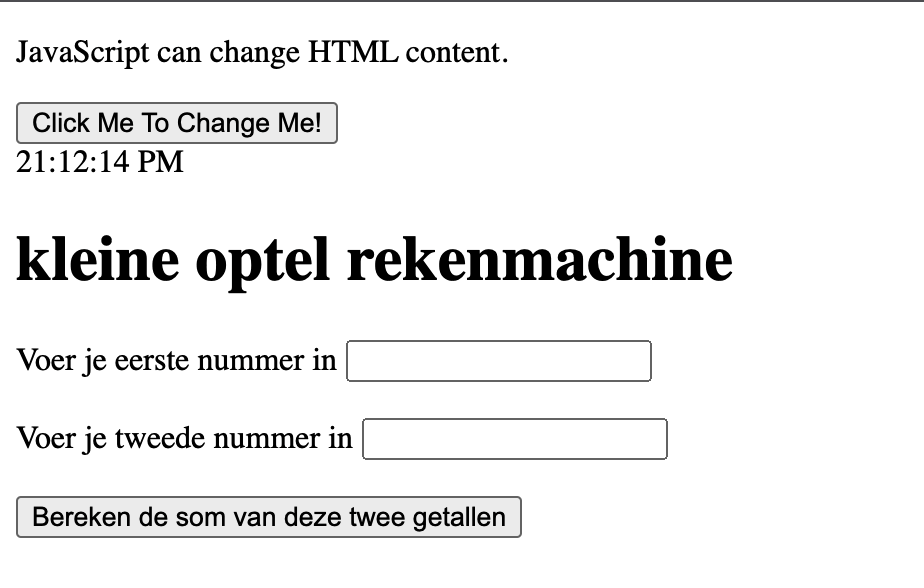 JavaScript can change HTML content.
Click Me To Change Me!
21:12:14 PM
kleine optel rekenmachine
Voer je eerste nummer in
Voer je tweede nummer in
Bereken de som van deze twee getallen